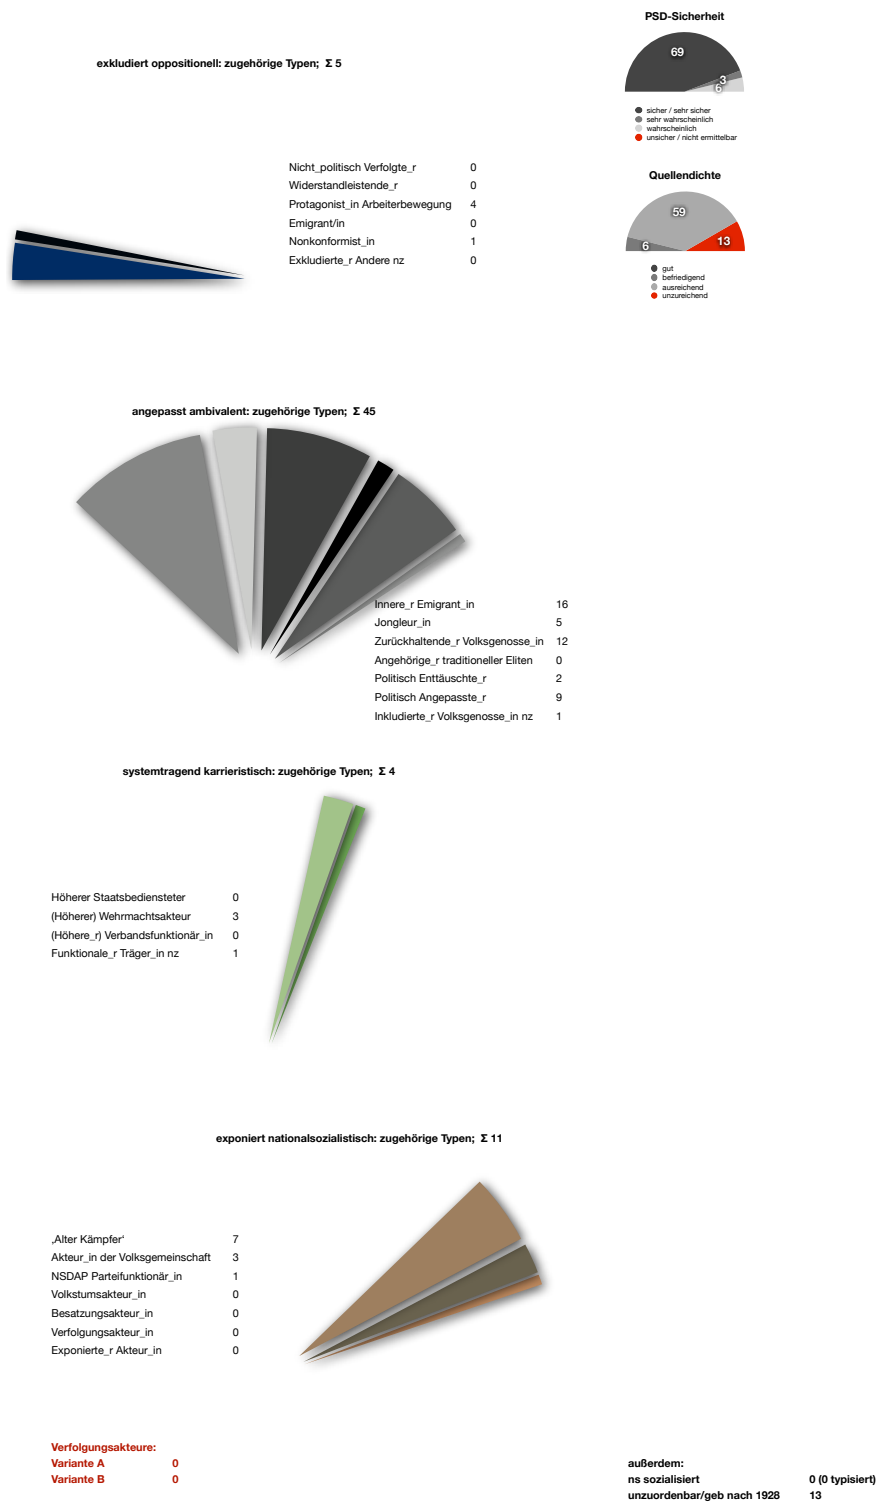 PSD-Sicherheit
69
3
6
sicher / sehr sicher
sehr wahrscheinlich
wahrscheinlich
unsicher / nicht ermittelbar
exkludiert oppositionell: zugehörige Typen;  Σ 5
Quellendichte
59
6
13
gut
befriedigend
ausreichend
unzureichend
Nicht_politisch Verfolgte_r 0
Widerstandleistende_r 0
Protagonist_in Arbeiterbewegung 4
Emigrant/in 0
Nonkonformist_in 1
Exkludierte_r Andere nz 0
angepasst ambivalent: zugehörige Typen;  Σ 45
Innere_r Emigrant_in 16
Jongleur_in 5
Zurückhaltende_r Volksgenosse_in 12
Angehörige_r traditioneller Eliten 0
Politisch Enttäuschte_r 2
Politisch Angepasste_r 9
Inkludierte_r Volksgenosse_in nz 1
systemtragend karrieristisch: zugehörige Typen;  Σ 4
Höherer Staatsbediensteter 0
(Höherer) Wehrmachtsakteur 3
(Höhere_r) Verbandsfunktionär_in 0
Funktionale_r Träger_in nz 1
exponiert nationalsozialistisch: zugehörige Typen;  Σ 11
‚Alter Kämpfer‘ 7
Akteur_in der Volksgemeinschaft 3
NSDAP Parteifunktionär_in 1
Volkstumsakteur_in 0
Besatzungsakteur_in 0
Verfolgungsakteur_in 0
Exponierte_r Akteur_in 0
Verfolgungsakteure:
Variante A 0
Variante B 0
außerdem:
ns sozialisiert 0 (0 typisiert)
unzuordenbar/geb nach 1928 13